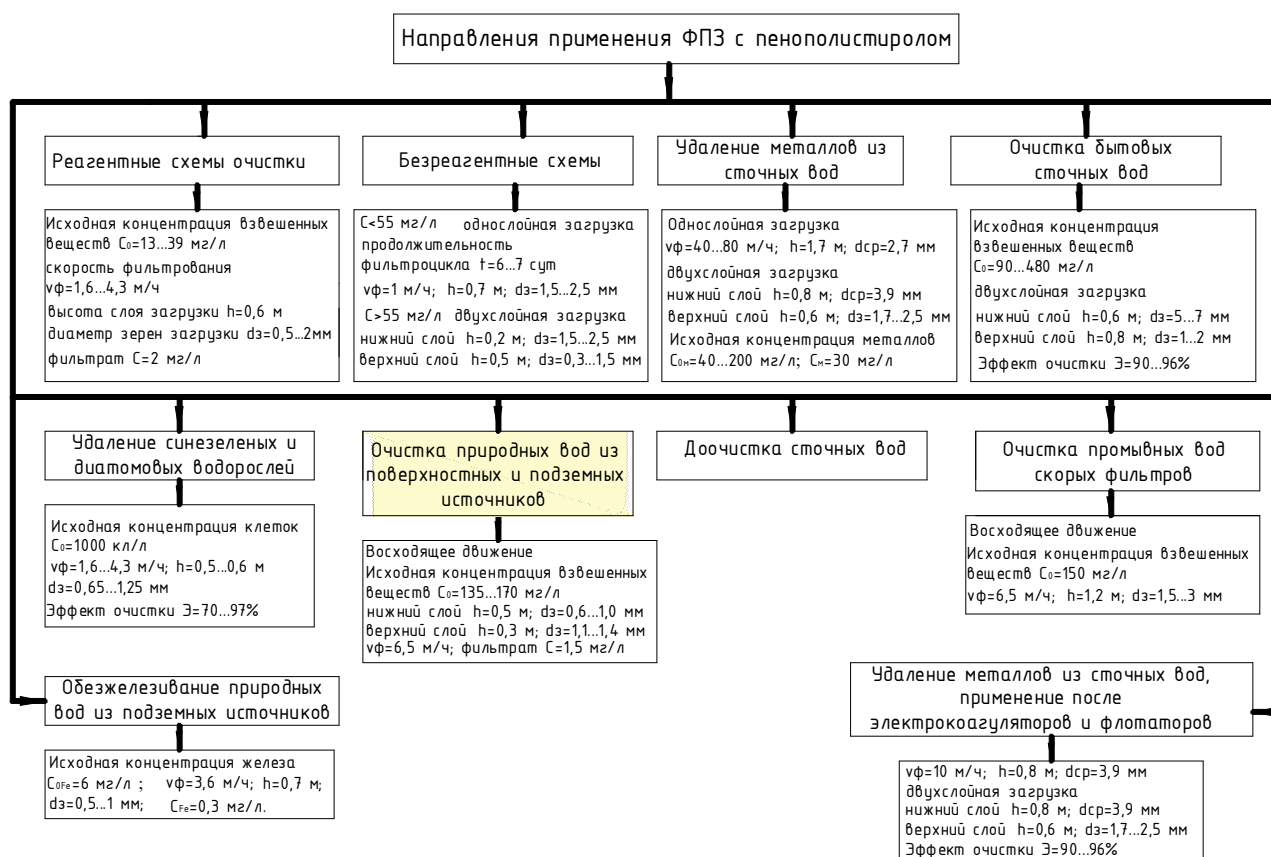 Направления применения ФПЗ с пенополистиролом
Реагентные схемы очистки
Исходная концентрация взвешенных
веществ C₀=13...39 мг/л
скорость фильтрования
vф=1,6...4,3 м/ч
высота слоя загрузки h=0,6 м
диаметр зерен загрузки dз=0,5...2мм
фильтрат C=2 мг/л
Безреагентные схемы
C<55 мг/л однослойная загрузка
продолжительность
фильтроцикла t=6...7 сут
vф=1 м/ч; h=0,7 м; dз=1,5...2,5 мм
C>55 мг/л двухслойная загрузка
нижний слой h=0,2 м; dз=1,5...2,5 мм
верхний слой h=0,5 м; dз=0,3...1,5 мм
Удаление металлов из
сточных вод
Однослойная загрузка
vф=40...80 м/ч; h=1,7 м; dср=2,7 мм
двухслойная загрузка
нижний слой h=0,8 м; dср=3,9 мм
верхний слой h=0,6 м; dз=1,7...2,5 мм
Исходная концентрация металлов
C₀м=40...200 мг/л; Cм=30 мг/л
Очистка бытовых
сточных вод
Исходная концентрация
взвешенных веществ
C₀=90...480 мг/л
двухслойная загрузка
нижний слой h=0,6 м; dз=5...7 мм
верхний слой h=0,8 м; dз=1...2 мм
Эффект очистки Э=90...96%
Удаление синезеленых и
диатомовых водорослей
Исходная концентрация клеток
C₀=1000 кл/л
vф=1,6...4,3 м/ч; h=0,5...0,6 м
dз=0,65...1,25 мм
Эффект очистки Э=70...97%
Очистка природных вод из
поверхностных и подземных
источников
Восходящее движение
Исходная концентрация взвешенных
веществ C₀=135...170 мг/л
нижний слой h=0,5 м; dз=0,6...1,0 мм
верхний слой h=0,3 м; dз=1,1...1,4 мм
vф=6,5 м/ч; фильтрат C=1,5 мг/л
Доочистка сточных вод
Очистка промывных вод
скорых фильтров
Восходящее движение
Исходная концентрация взвешенных
веществ C₀=150 мг/л
vф=6,5 м/ч; h=1,2 м; dз=1,5...3 мм
Обезжелезивание природных
вод из подземных источников
Исходная концентрация железа
C₀Fe=6 мг/л ; vф=3,6 м/ч; h=0,7 м;
dз=0,5...1 мм; CFe=0,3 мг/л.
Удаление металлов из сточных вод,
применение после
электрокоагуляторов и флотаторов
vф=10 м/ч; h=0,8 м; dср=3,9 мм
двухслойная загрузка
нижний слой h=0,8 м; dср=3,9 мм
верхний слой h=0,6 м; dз=1,7...2,5 мм
Эффект очистки Э=90...96%